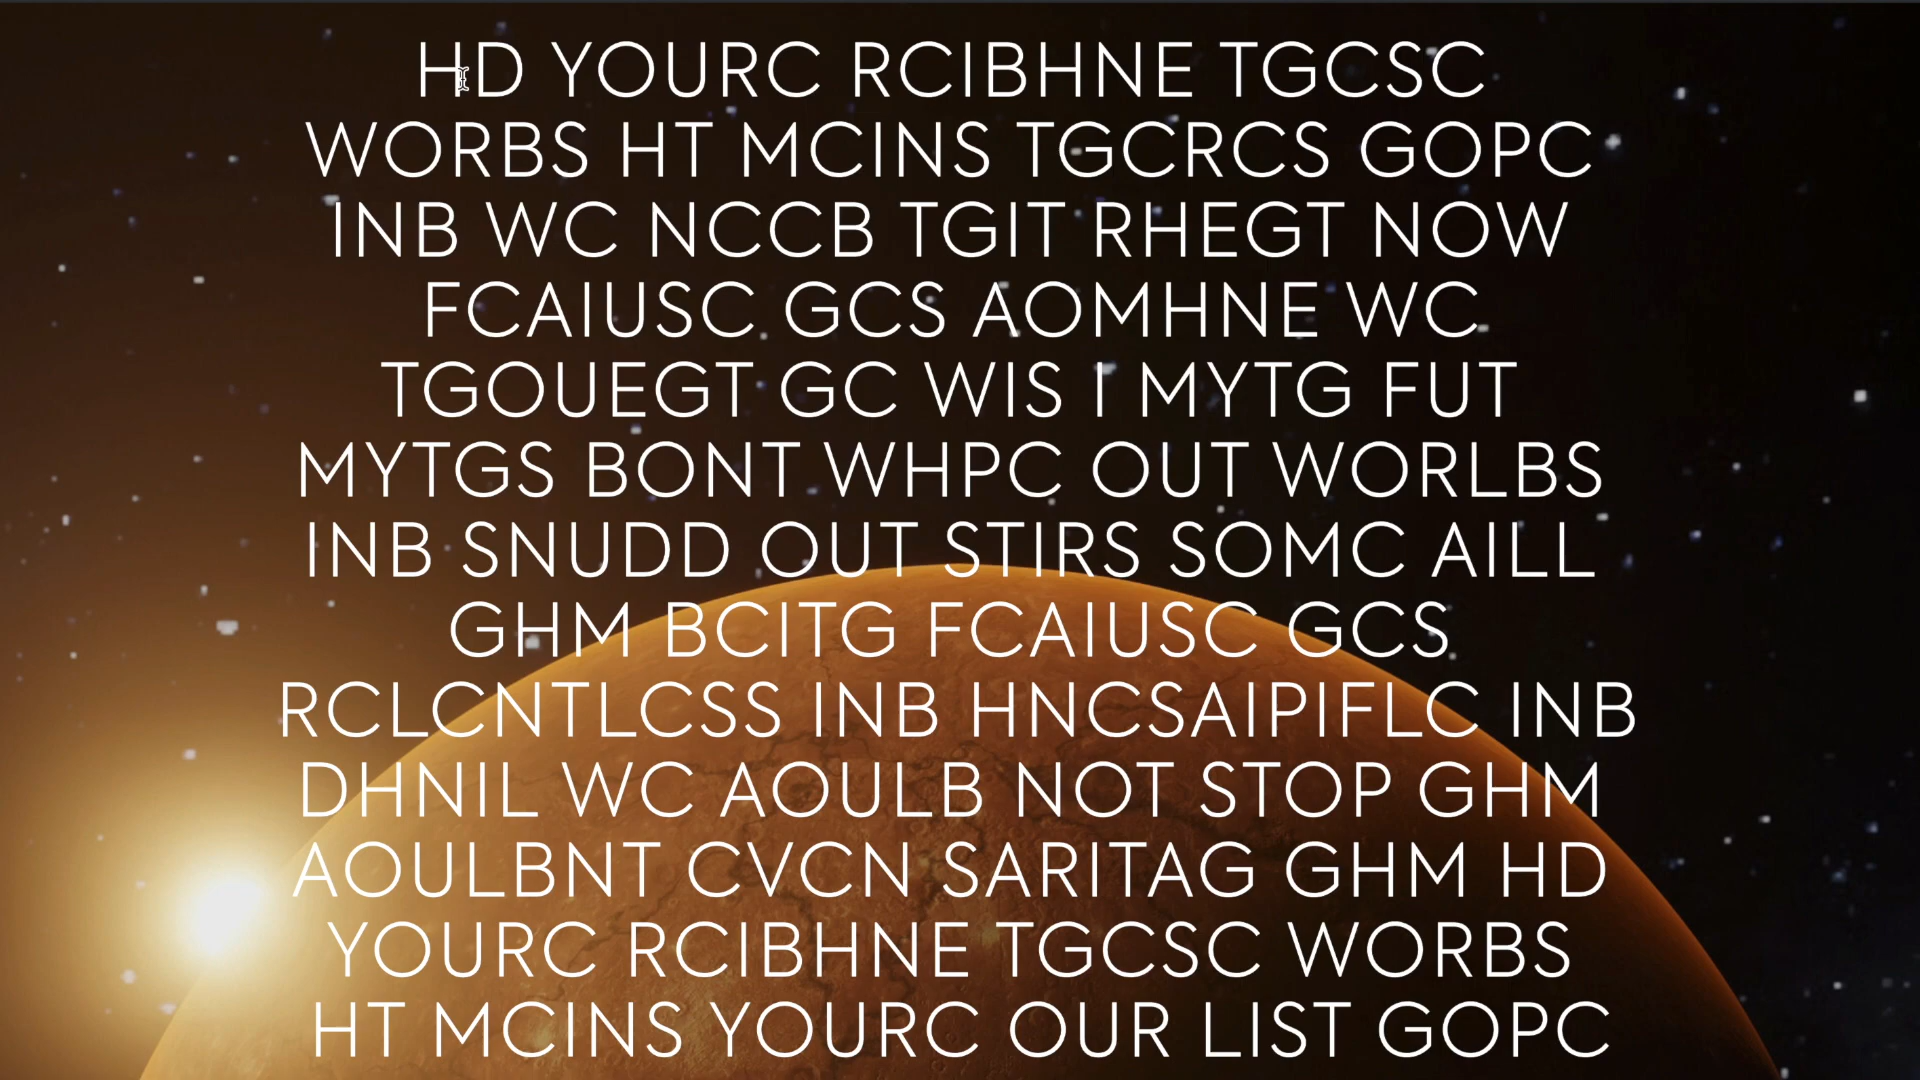 HD YOURC RCIBHNE TGCSC
WORBS HT MCINS TGCRCS GOPC
INB WC NCCB TGIT RHEGT NOW
FCAIUSC GCS AOMHNE WC
TGOUEGT GC WIS I MYTG FUT
MYTGS BONT WHPC OUT WORLBS
INB SNUDD OUT STIRS SOMC AILL
GHM BCITG FCAIUSC GCS
RCLCNTLCSS INB HNCSAIPIFLC INB
DHNIL WC AOULB NOT STOP GHM
AOULBNT CVCN SARITAG GHM HD
YOURC RCIBHNE TGCSC WORBS
HT MCINS YOURC OUR LIST GOPC